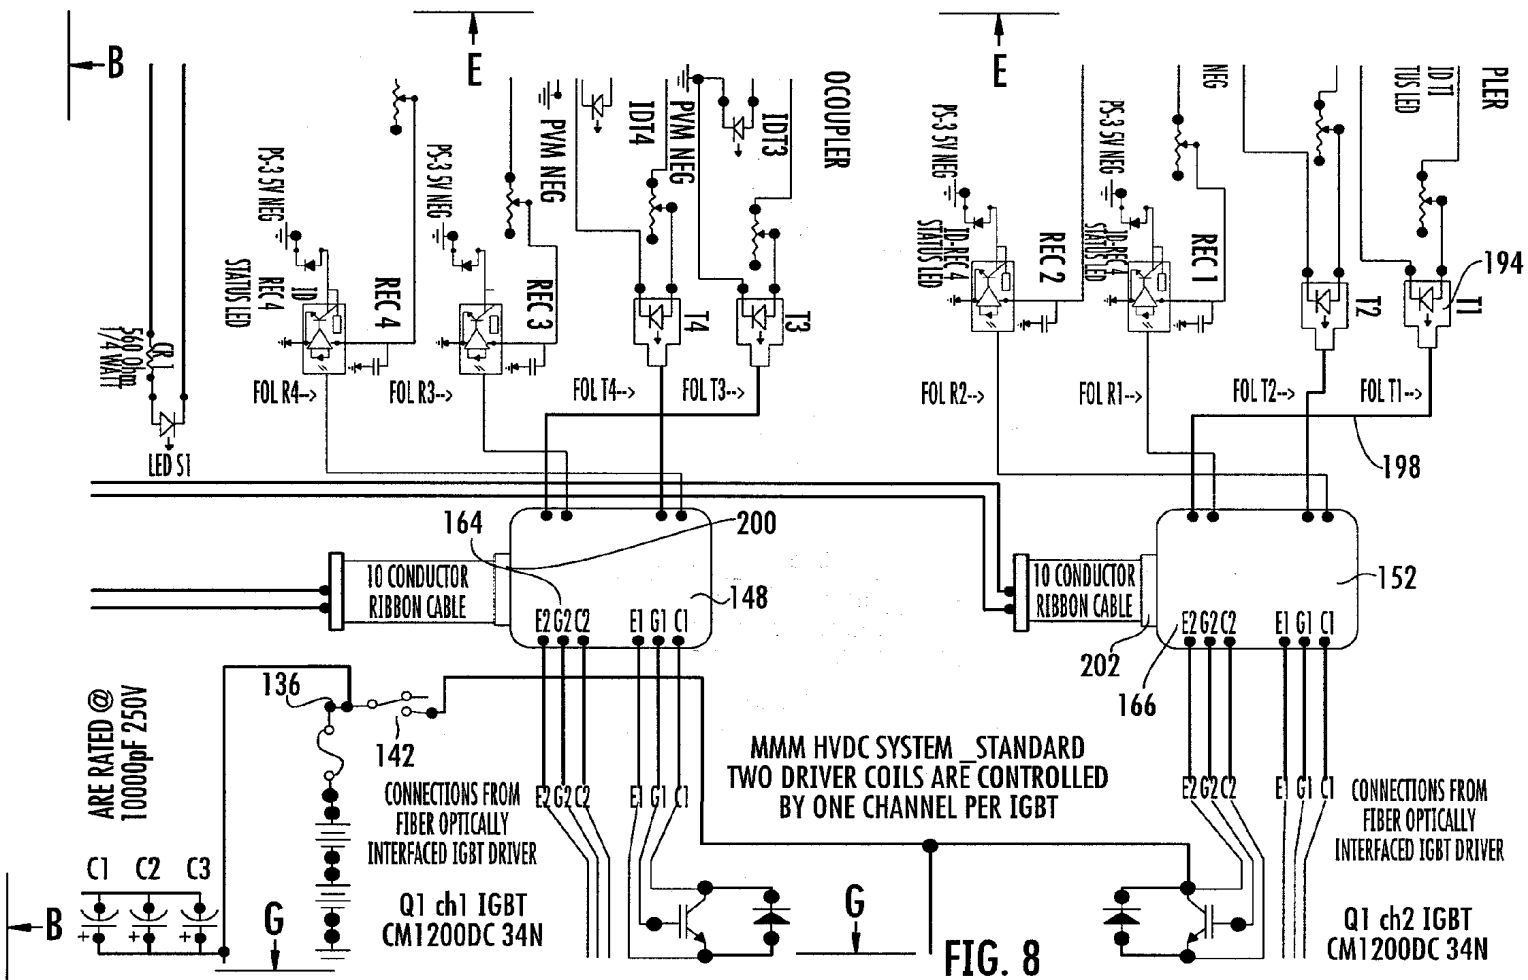 B
E
E
OCOUPLER
IDT3
PVM NEG
IDT4
PVM NEG
PS-3 5V NEG
PS-3 5V NEG
PS-3 5V NEG
PS-3 5V NEG
NEG
ID T1
TUS LED
PLER
REC 4
ID
STATUS LED
REC 4
REC 3
T4
T3
ID-REC 4
STATUS LED
REC 2
ID-REC 4
STATUS LED
REC 1
T2
T1
194
CR 1
560 Ohm
1/4 WATT
LED S1
FOL R4-->
FOL R3-->
FOL T4-->
FOL T3-->
FOL R2-->
FOL R1-->
FOL T2-->
FOL T1-->
198
164
200
10 CONDUCTOR
RIBBON CABLE
148
E2 G2 C2
E1 G1 C1
10 CONDUCTOR
RIBBON CABLE
152
E2 G2 C2
E1 G1 C1
202
166
136
142
ARE RATED @
10000pF 250V
MMM HVDC SYSTEM _STANDARD
TWO DRIVER COILS ARE CONTROLLED
BY ONE CHANNEL PER IGBT
CONNECTIONS FROM
FIBER OPTICALLY
INTERFACED IGBT DRIVER
E2 G2 C2
E1 G1 C1
E2 G2 C2
E1 G1 C1
CONNECTIONS FROM
FIBER OPTICALLY
INTERFACED IGBT DRIVER
C1 C2 C3
+ + +
B
G
Q1 ch1 IGBT
CM1200DC 34N
G
FIG. 8
Q1 ch2 IGBT
CM1200DC 34N